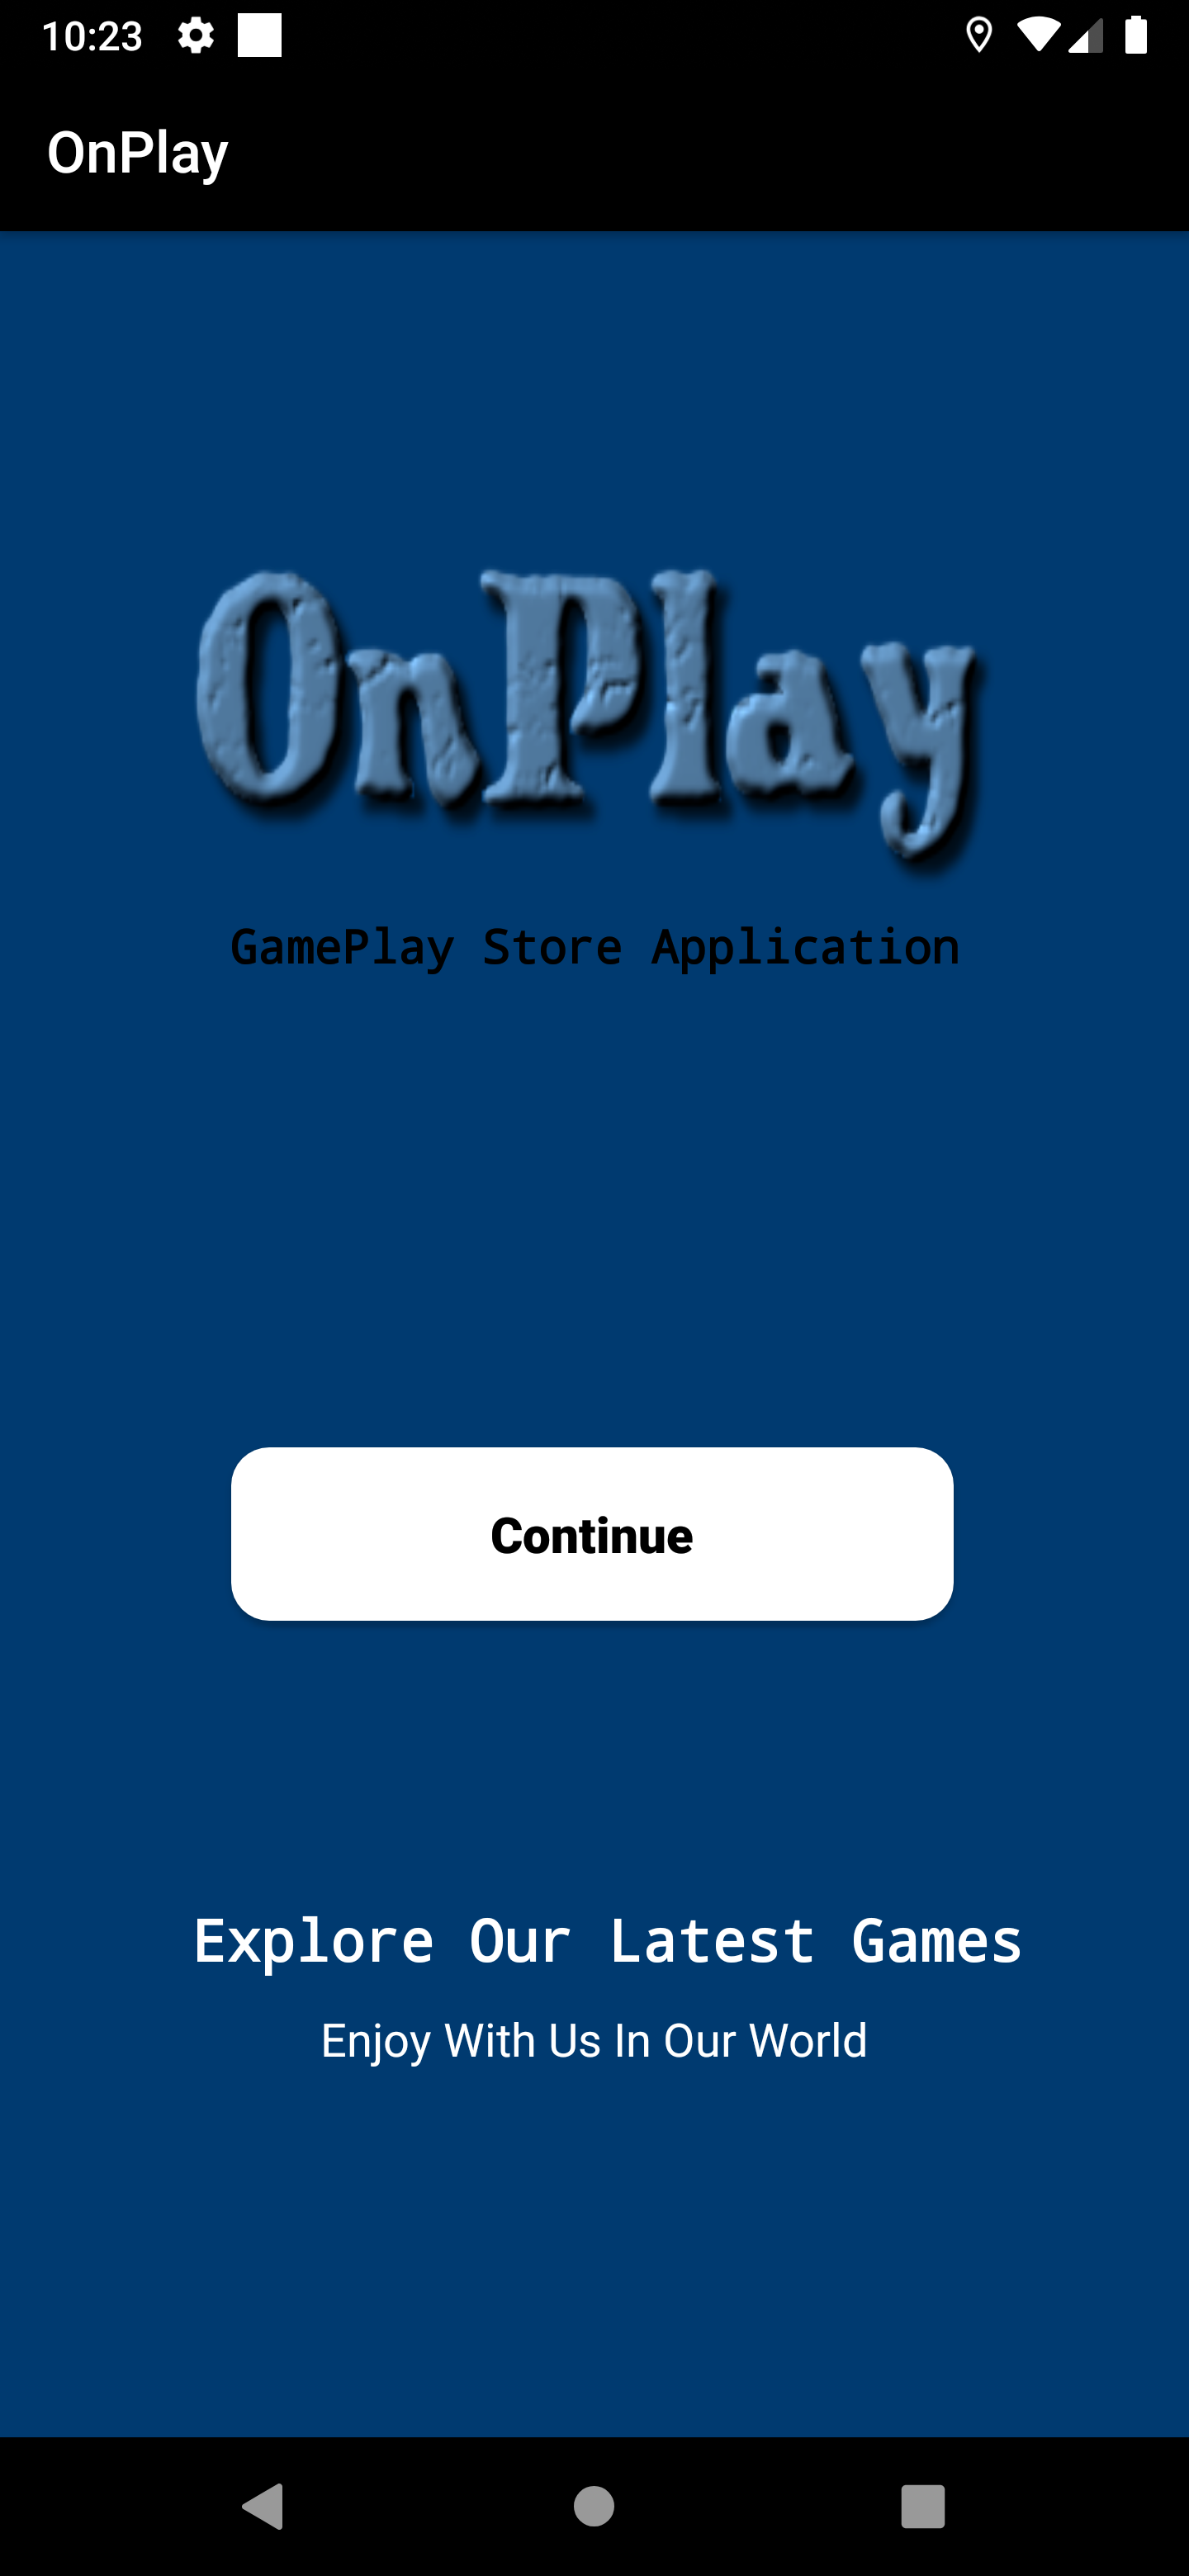 10:23
OnPlay
OnPlay
GamePlay Store Application
Continue
Explore Our Latest Games
Enjoy With Us In Our World